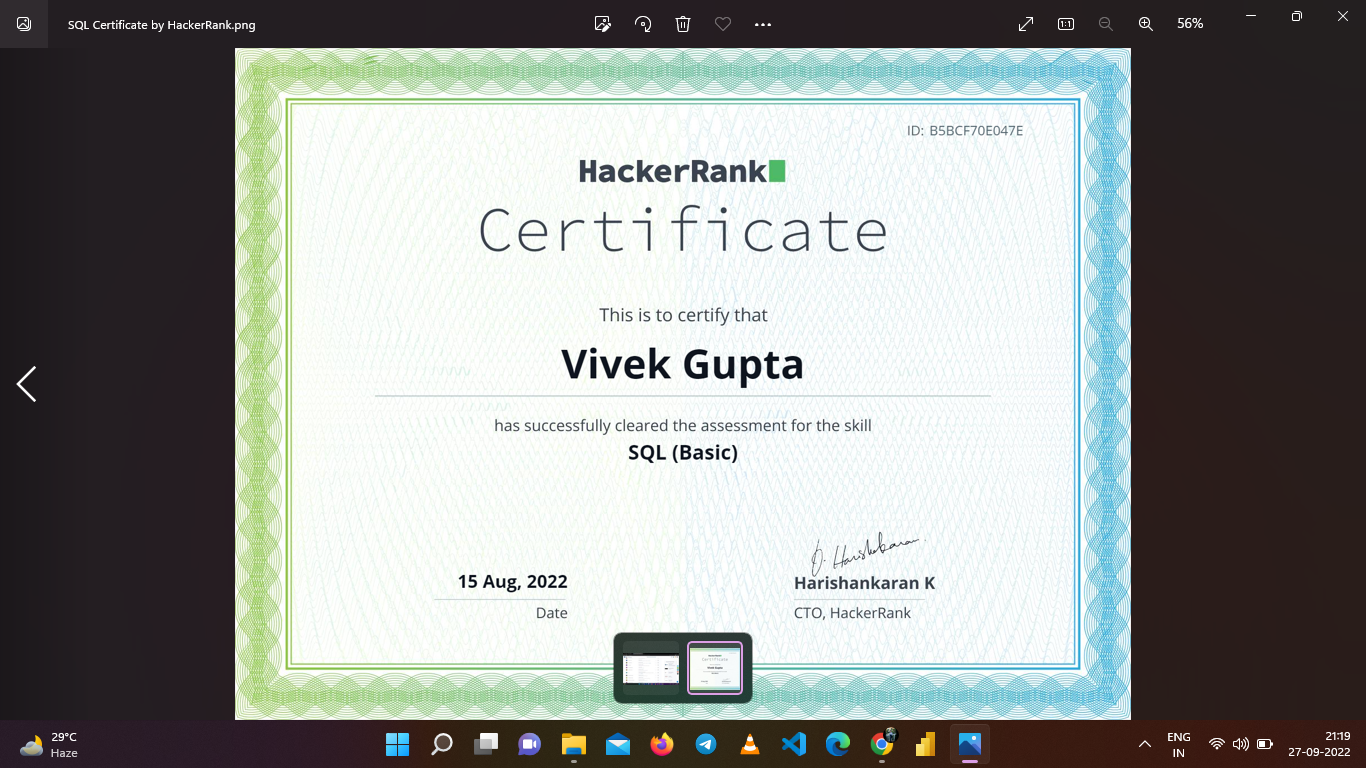 SQL Certificate by HackerRank.png
56%
ID: B5BCF70E047E
HackerRank
Certificate
This is to certify that
Vivek Gupta
has successfully cleared the assessment for the skill
SQL (Basic)
15 Aug, 2022
Date
Harishankaran K
CTO, HackerRank
29°C
Haze
ENG
IN
21:19
27-09-2022